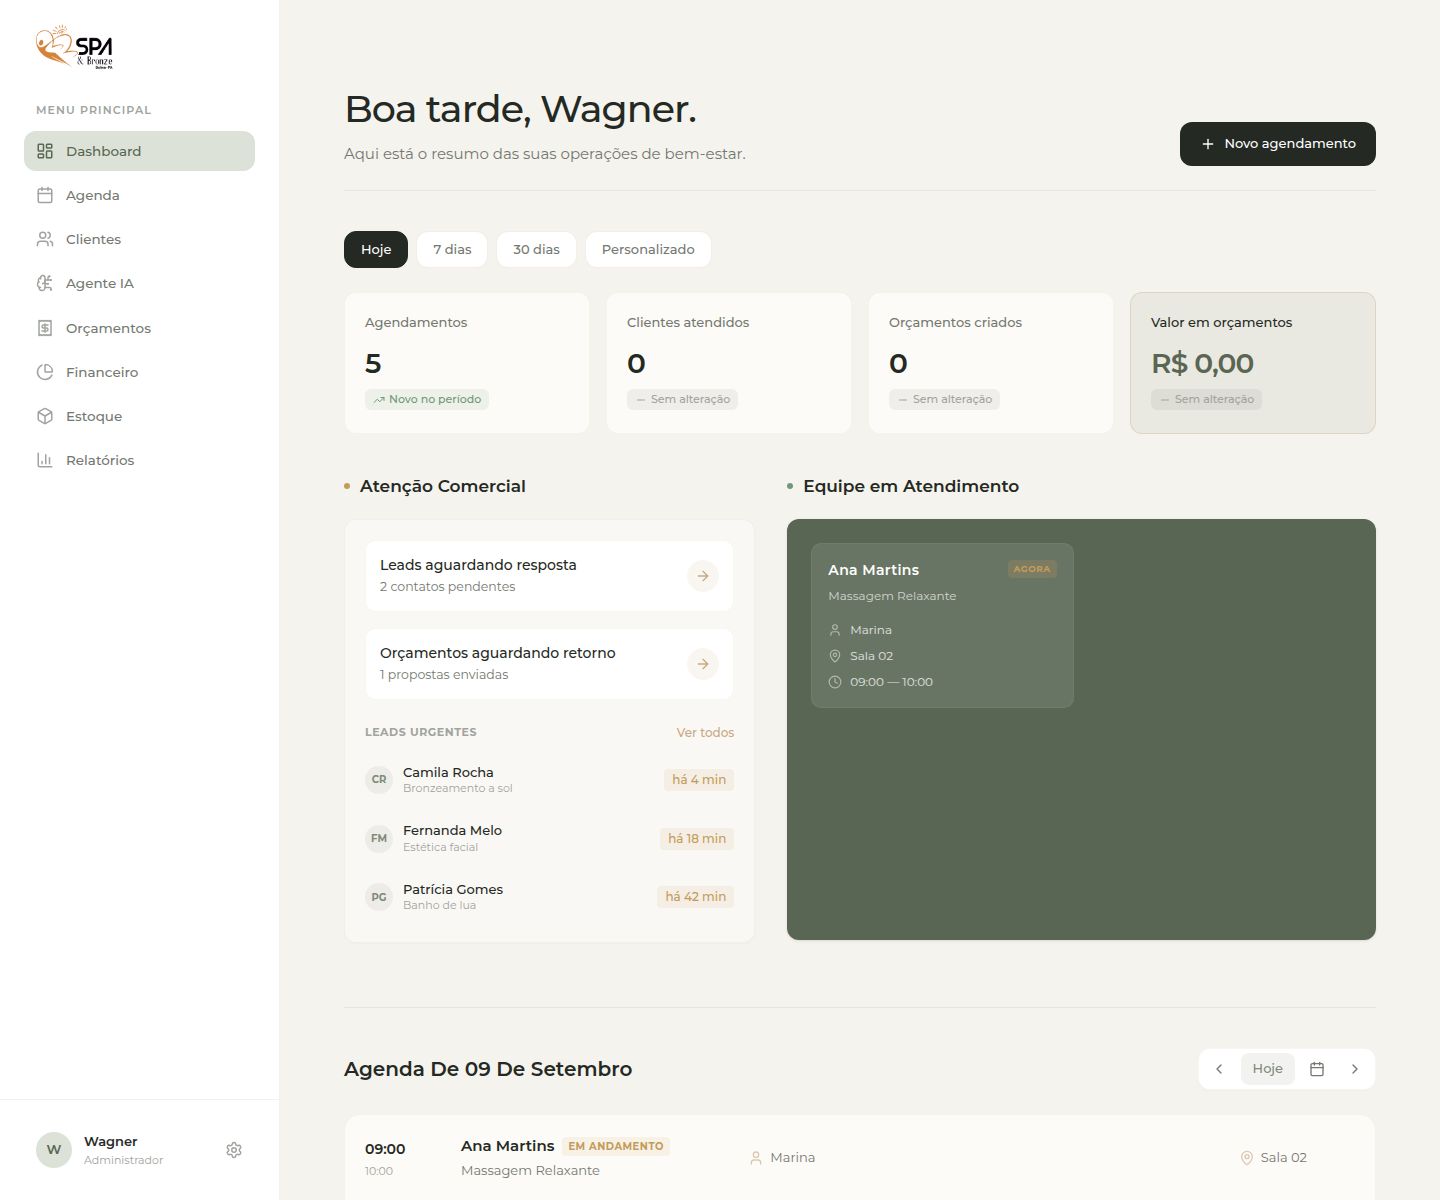 SPA
& Bronze
MENU PRINCIPAL
Dashboard
Agenda
Clientes
Agente IA
Orçamentos
Financeiro
Estoque
Relatórios
W
Wagner
Administrador
Boa tarde, Wagner.
Aqui está o resumo das suas operações de bem-estar.
Novo agendamento
Hoje
7 dias
30 dias
Personalizado
Agendamentos
5
Novo no período
Clientes atendidos
0
Sem alteração
Orçamentos criados
0
Sem alteração
Valor em orçamentos
R$ 0,00
Sem alteração
Atenção Comercial
Leads aguardando resposta
2 contatos pendentes
Orçamentos aguardando retorno
1 propostas enviadas
LEADS URGENTES
Ver todos
CR
Camila Rocha
Bronzeamento a sol
há 4 min
FM
Fernanda Melo
Estética facial
há 18 min
PG
Patrícia Gomes
Banho de lua
há 42 min
Equipe em Atendimento
Ana Martins
AGORA
Massagem Relaxante
Marina
Sala 02
09:00 — 10:00
Agenda De 09 De Setembro
Hoje
09:00
10:00
Ana Martins
EM ANDAMENTO
Massagem Relaxante
Marina
Sala 02